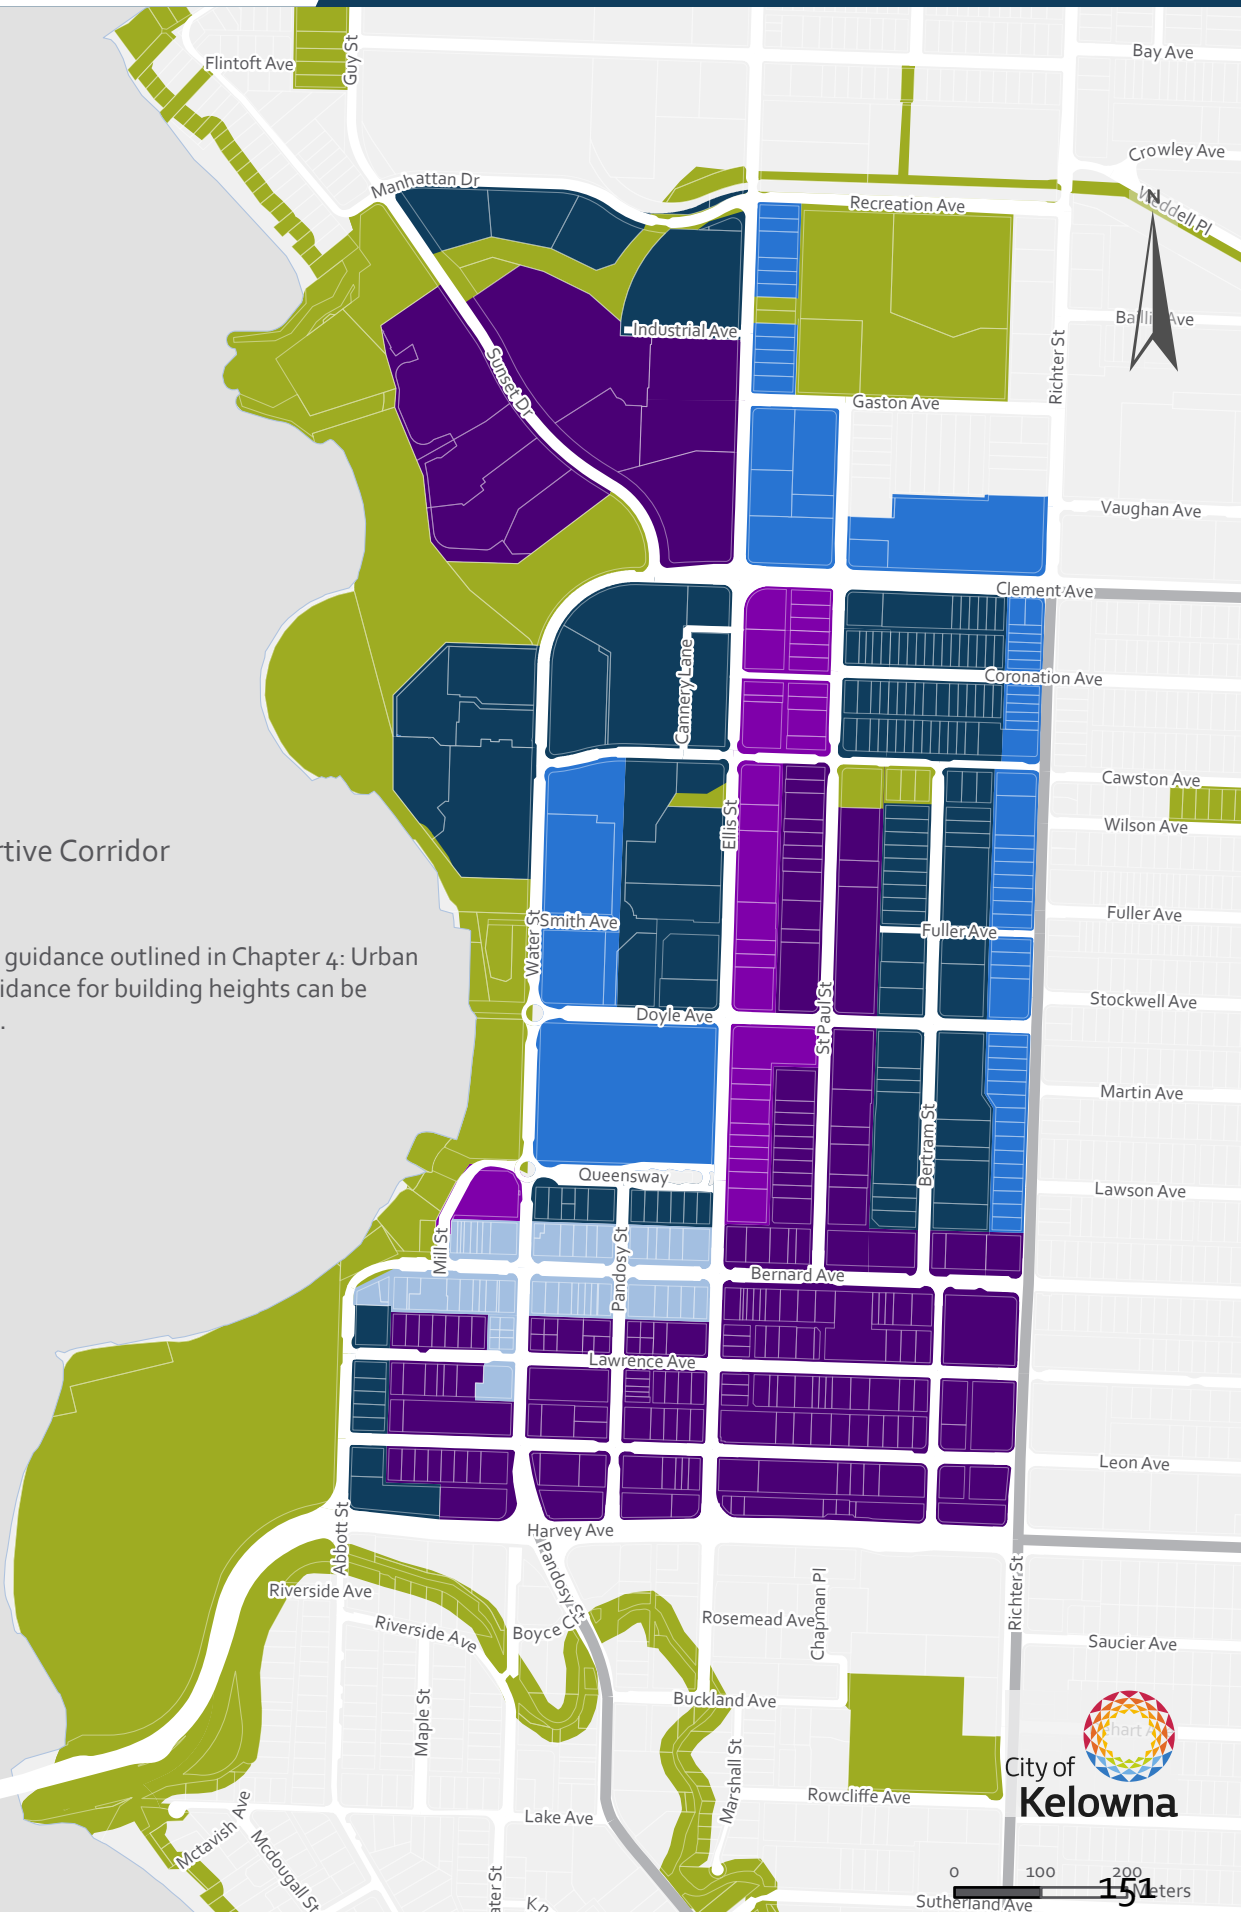 Bay Ave
Guy St
Flintoft Ave
Crowley Ave
Manhattan Dr
N
Recreation Ave
Weddell Pl
Industrial Ave
Richter St
Sunset Dr
Gaston Ave
Vaughan Ave
Clement Ave
Cannery Lane
Coronation Ave
Cawston Ave
Ellis St
Wilson Ave
rtive Corridor
Fuller Ave
Smith Ave
Fuller Ave
Water St
guidance outlined in Chapter 4: Urban
idance for building heights can be
.
Stockwell Ave
Doyle Ave
St Paul St
Martin Ave
Bertram St
Queensway
Lawson Ave
Mill St
Pandosy St
Bernard Ave
Lawrence Ave
Leon Ave
Abbott St
Harvey Ave
Pandosy St
Riverside Ave
Richter St
Chapman Pl
Rosemead Ave
Riverside Ave
Saucier Ave
Maple St
Buckland Ave
Marshall St
City of
Kelowna
Rowcliffe Ave
Lake Ave
Mctavish Ave
Mcdougall St
0 100 200
Meters
151
Sutherland Ave
ater St